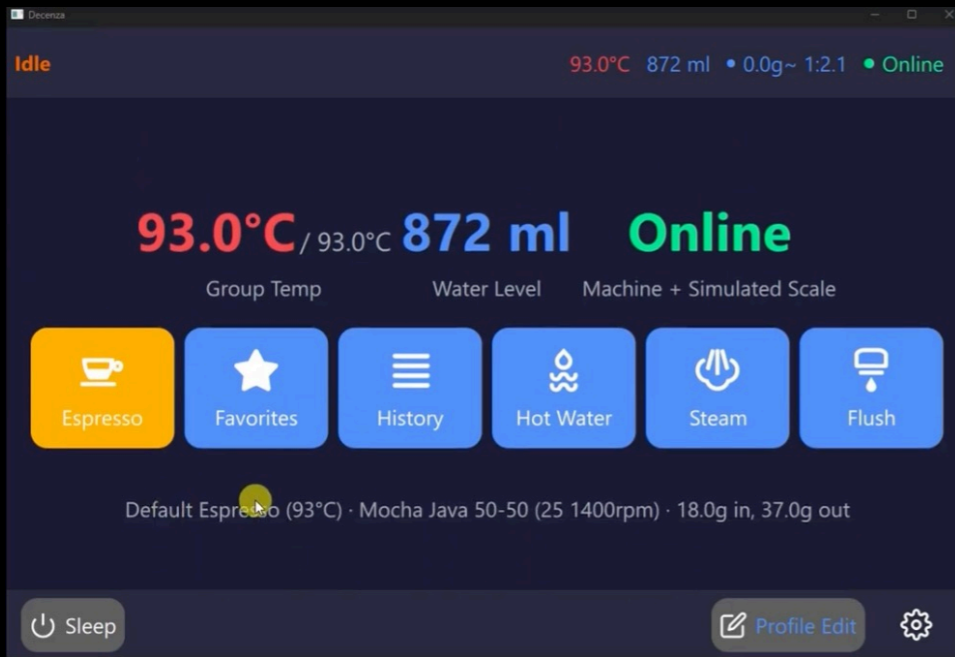 Decenza
Idle 93.0°C 872 ml • 0.0g~ 1:2.1 • Online
93.0°C / 93.0°C 872 ml Online
Group Temp Water Level Machine + Simulated Scale
Espresso Favorites History Hot Water Steam Flush
Default Espresso (93°C) · Mocha Java 50-50 (25 1400rpm) · 18.0g in, 37.0g out
Sleep Profile Edit